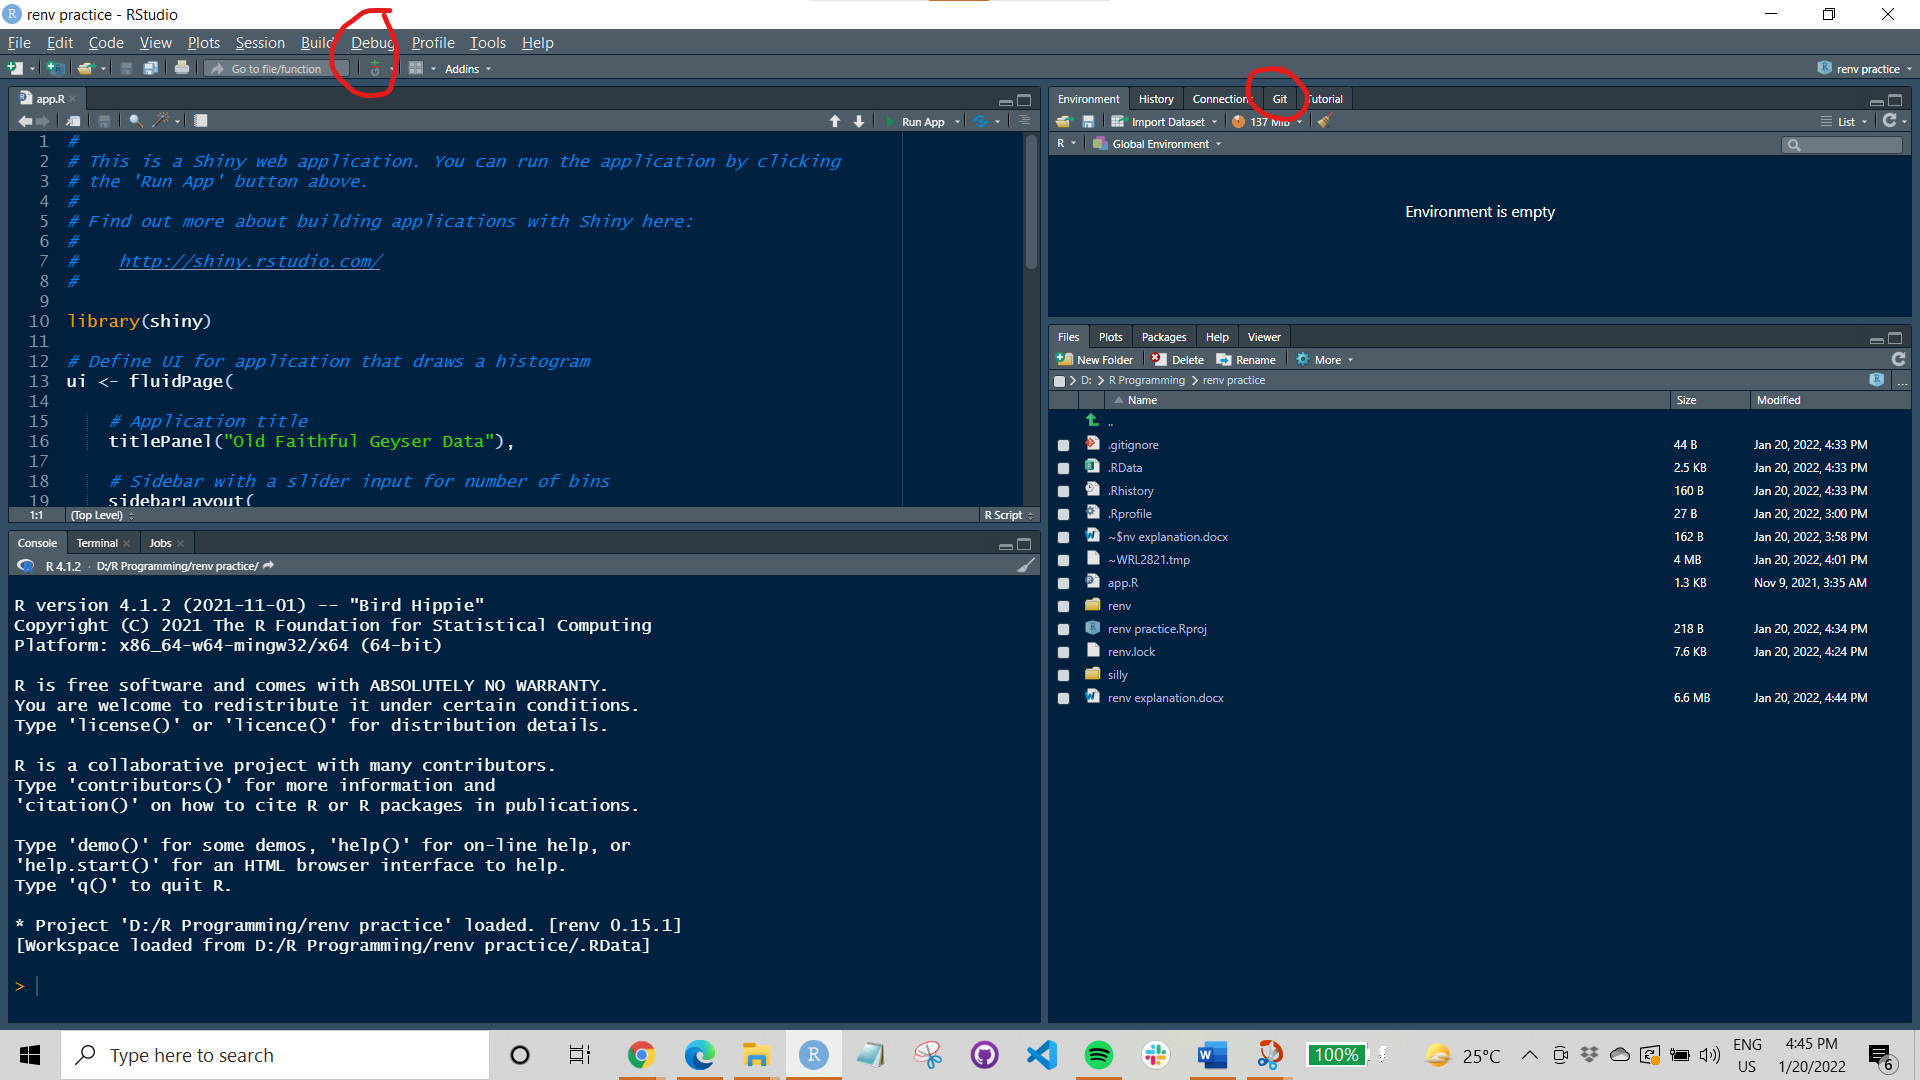 renv practice - RStudio
File Edit Code View Plots Session Build Debug Profile Tools Help
Go to file/function Addins renv practice
app.R
Run App
1 #
2 # This is a Shiny web application. You can run the application by clicking
3 # the 'Run App' button above.
4 #
5 # Find out more about building applications with Shiny here:
6 #
7 # http://shiny.rstudio.com/
8 #
9
10 library(shiny)
11
12 # Define UI for application that draws a histogram
13 ui <- fluidPage(
14
15 # Application title
16 titlePanel("Old Faithful Geyser Data"),
17
18 # Sidebar with a slider input for number of bins
19 sidebarLayout(
1:1 (Top Level) R Script
Console Terminal Jobs
R 4.1.2 · D:/R Programming/renv practice/
R version 4.1.2 (2021-11-01) -- "Bird Hippie"
Copyright (C) 2021 The R Foundation for Statistical Computing
Platform: x86_64-w64-mingw32/x64 (64-bit)
R is free software and comes with ABSOLUTELY NO WARRANTY.
You are welcome to redistribute it under certain conditions.
Type 'license()' or 'licence()' for distribution details.
R is a collaborative project with many contributors.
Type 'contributors()' for more information and
'citation()' on how to cite R or R packages in publications.
Type 'demo()' for some demos, 'help()' for on-line help, or
'help.start()' for an HTML browser interface to help.
Type 'q()' to quit R.
* Project 'D:/R Programming/renv practice' loaded. [renv 0.15.1]
[Workspace loaded from D:/R Programming/renv practice/.RData]
>
Environment History Connections Git Tutorial
Import Dataset 137 MiB List
R Global Environment
Environment is empty
Files Plots Packages Help Viewer
New Folder Delete Rename More
D: R Programming renv practice ...
Name Size Modified
..
.gitignore 44 B Jan 20, 2022, 4:33 PM
.RData 2.5 KB Jan 20, 2022, 4:33 PM
.Rhistory 160 B Jan 20, 2022, 4:33 PM
.Rprofile 27 B Jan 20, 2022, 3:00 PM
~$nv explanation.docx 162 B Jan 20, 2022, 3:58 PM
~WRL2821.tmp 4 MB Jan 20, 2022, 4:01 PM
app.R 1.3 KB Nov 9, 2021, 3:35 AM
renv
renv practice.Rproj 218 B Jan 20, 2022, 4:34 PM
renv.lock 7.6 KB Jan 20, 2022, 4:24 PM
silly
renv explanation.docx 6.6 MB Jan 20, 2022, 4:44 PM
Type here to search
100%
25°C
ENG
US
4:45 PM
1/20/2022
6